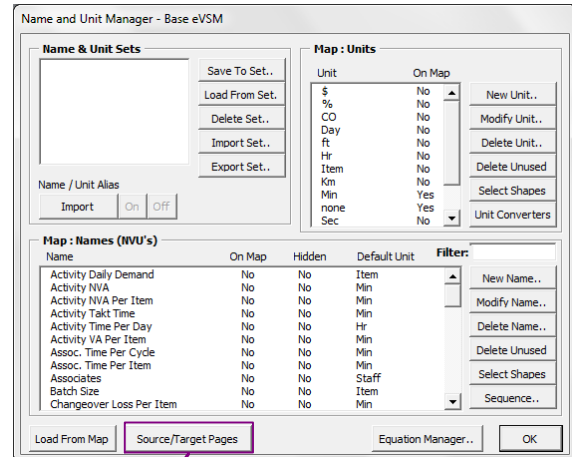 Name and Unit Manager - Base eVSM
Name & Unit Sets
Save To Set..
Load From Set.
Delete Set..
Import Set..
Export Set..
Name / Unit Alias
Import On Off
Map : Units
Unit On Map
$ No
% No
CO No
Day No
ft No
Hr No
Item No
Km No
Min Yes
none Yes
Sec No
New Unit..
Modify Unit..
Delete Unit..
Delete Unused
Select Shapes
Unit Converters
Map : Names (NVU's)
Name On Map Hidden Default Unit Filter:
Activity Daily Demand No No Item
Activity NVA No No Min
Activity NVA Per Item No No Min
Activity Takt Time No No Min
Activity Time Per Day No No Hr
Activity VA Per Item No No Min
Assoc. Time Per Cycle No No Min
Assoc. Time Per Item No No Min
Associates No No Staff
Batch Size No No Item
Changeover Loss Per Item No No Min
New Name..
Modify Name..
Delete Name..
Delete Unused
Select Shapes
Sequence..
Load From Map Source/Target Pages Equation Manager.. OK